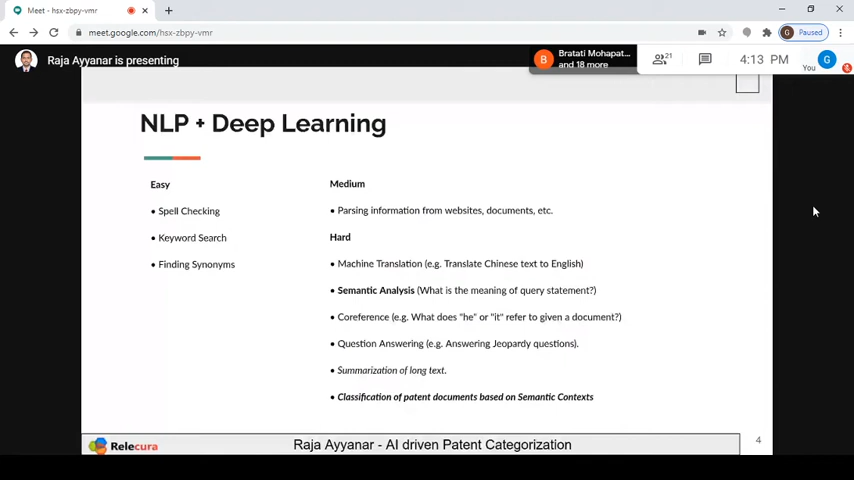 Meet - hsx-zbpy-vmr
meet.google.com/hsx-zbpy-vmr
G Paused
Raja Ayyanar is presenting
B Bratati Mohapat...
and 18 more
21
4:13 PM
You
G
NLP + Deep Learning
Easy
• Spell Checking
• Keyword Search
• Finding Synonyms
Medium
• Parsing information from websites, documents, etc.
Hard
• Machine Translation (e.g. Translate Chinese text to English)
• Semantic Analysis (What is the meaning of query statement?)
• Coreference (e.g. What does "he" or "it" refer to given a document?)
• Question Answering (e.g. Answering Jeopardy questions).
• Summarization of long text.
• Classification of patent documents based on Semantic Contexts
Relecura
Raja Ayyanar - AI driven Patent Categorization
4